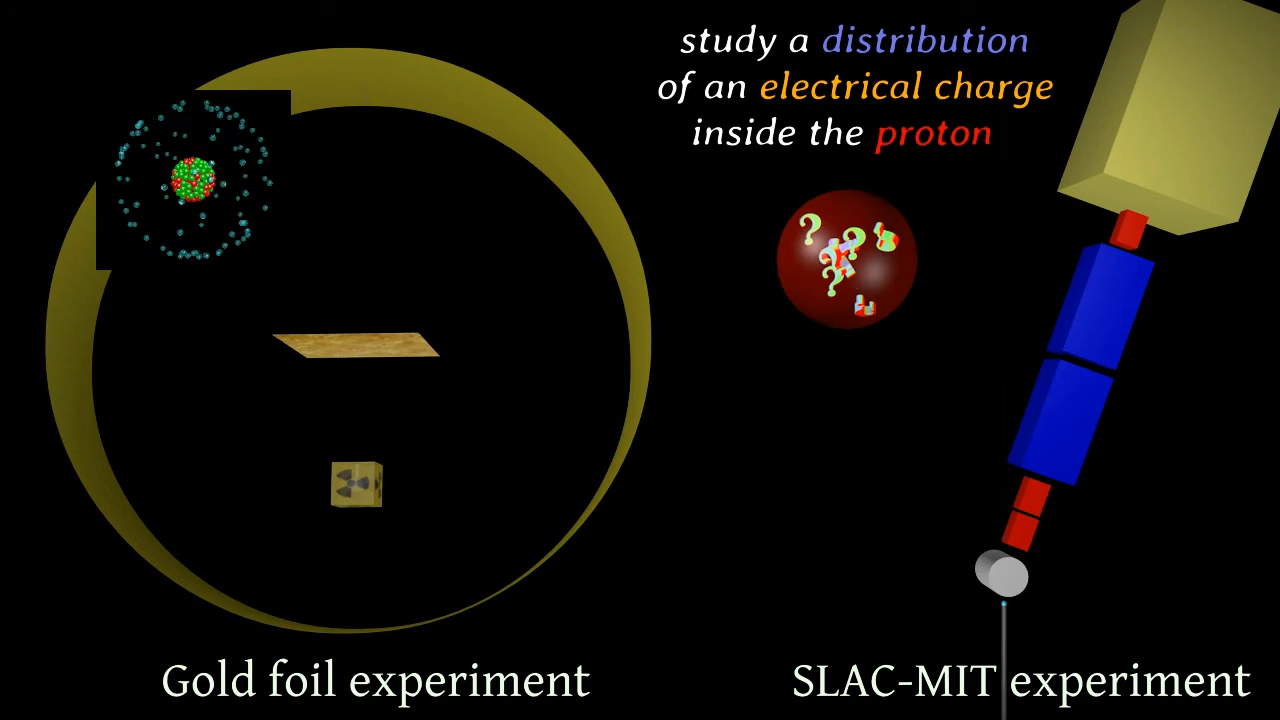 study a distribution
of an electrical charge
inside the proton
Gold foil experiment
SLAC-MIT experiment